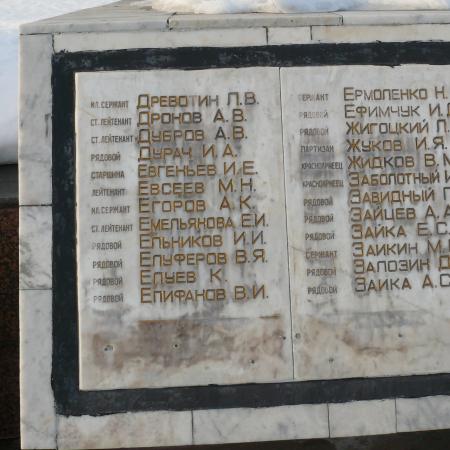 МЛ. СЕРЖАНТ ДРЕВОТИН Л.В.
СТ. ЛЕЙТЕНАНТ ДРОНОВ А.В.
СТ. ЛЕЙТЕНАНТ ДУБРОВ А.В.
РЯДОВОЙ ДУРАЧ И.А.
СТАРШИНА ЕВГЕНЬЕВ И.Е.
ЛЕЙТЕНАНТ ЕВСЕЕВ М.Н.
МЛ. СЕРЖАНТ ЕГОРОВ А.К.
СТ. ЛЕЙТЕНАНТ ЕМЕЛЬЯНОВА Е.И.
РЯДОВОЙ ЕЛЬНИКОВ И.И.
РЯДОВОЙ ЕЛУФЕРОВ В.Я.
РЯДОВОЙ ЕЛУЕВ К.
РЯДОВОЙ ЕПИФАНОВ В.И.
СЕРЖАНТ ЕРМОЛЕНКО Н.
РЯДОВОЙ ЕФИМЧУК И.
РЯДОВОЙ ЖИГОЦКИЙ
ПАРТИЗАН ЖУКОВ И.Я.
КРАСНОАРМЕЕЦ ЖИДКОВ В.
КРАСНОАРМЕЕЦ ЗАБОЛОТНЫЙ
РЯДОВОЙ ЗАВИДНЫЙ
РЯДОВОЙ ЗАЙЦЕВ А.
РЯДОВОЙ ЗАЙКА Е.С.
СЕРЖАНТ ЗАИКИН М.
РЯДОВОЙ ЗАЛОЗИН
РЯДОВОЙ ЗАИКА А.С.